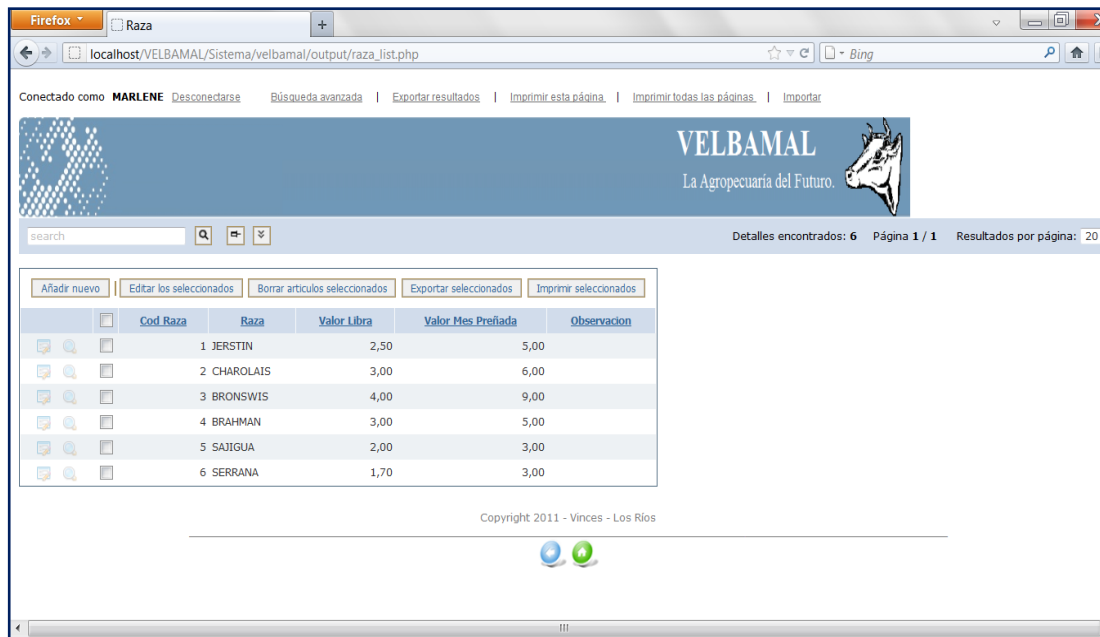 Firefox
Raza
+
localhost/VELBAMAL/Sistema/velbamal/output/raza_list.php
Bing
Conectado como MARLENE Desconectarse Búsqueda avanzada | Exportar resultados | Imprimir esta página | Imprimir todas las páginas | Importar
VELBAMAL
La Agropecuaria del Futuro.
search
Detalles encontrados: 6 Página 1 / 1 Resultados por página: 20
Añadir nuevo | Editar los seleccionados Borrar articulos seleccionados Exportar seleccionados Imprimir seleccionados
Cod Raza Raza Valor Libra Valor Mes Preñada Observacion
1 JERSTIN 2,50 5,00
2 CHAROLAIS 3,00 6,00
3 BRONSWIS 4,00 9,00
4 BRAHMAN 3,00 5,00
5 SAJIGUA 2,00 3,00
6 SERRANA 1,70 3,00
Copyright 2011 - Vinces - Los Ríos